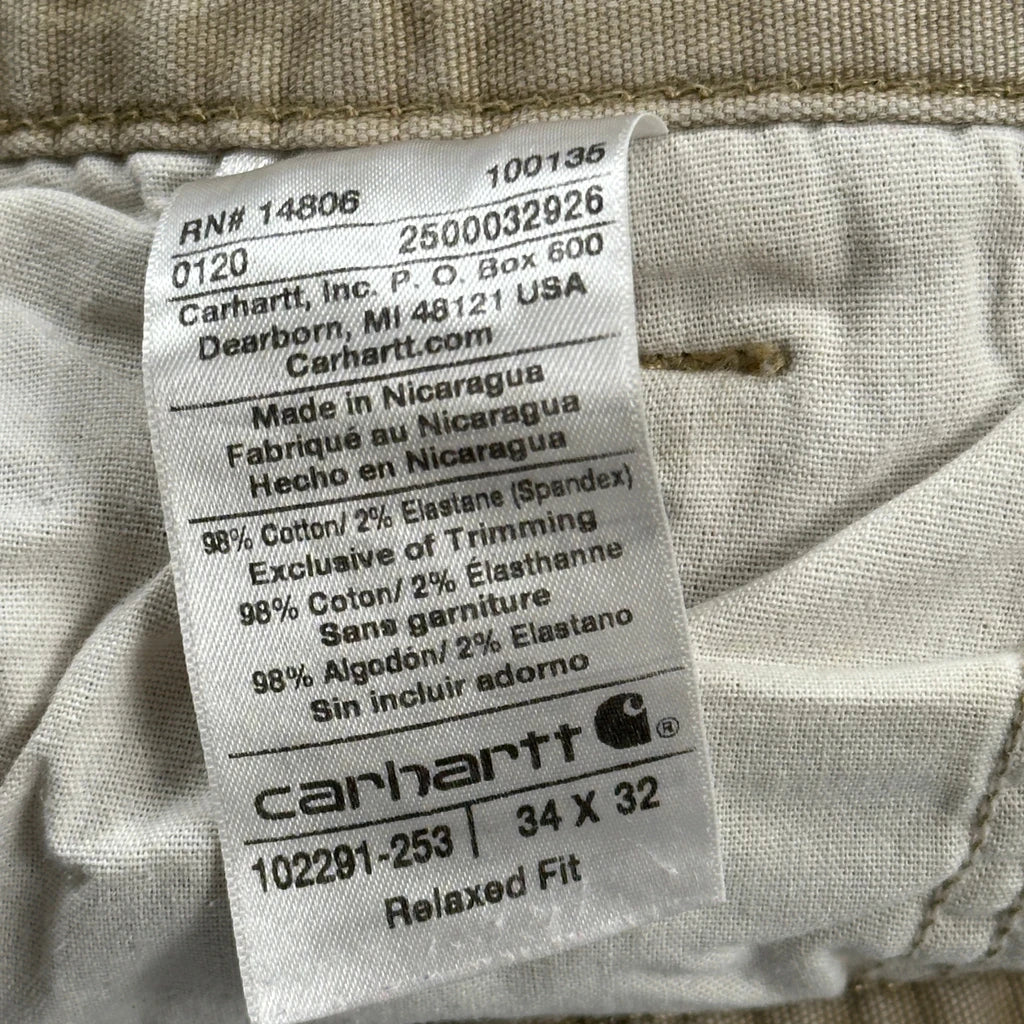 RN# 14806 100135
0120 2500032926
Carhartt, Inc. P. O. Box 600
Dearborn, MI 48121 USA
Carhartt.com
Made in Nicaragua
Fabriqué au Nicaragua
Hecho en Nicaragua
98% Cotton/ 2% Elastane (Spandex)
Exclusive of Trimming
98% Coton/ 2% Élasthanne
Sans garniture
98% Algodón/ 2% Elastano
Sin incluir adorno
carhartt ®
102291-253 | 34 X 32
Relaxed Fit